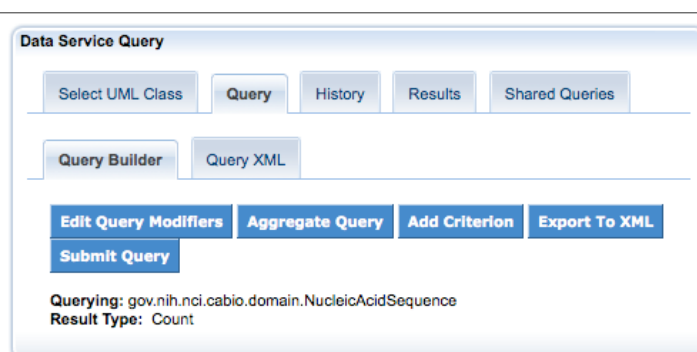 Data Service Query
Select UML Class Query History Results Shared Queries
Query Builder Query XML
Edit Query Modifiers Aggregate Query Add Criterion Export To XML
Submit Query
Querying: gov.nih.nci.cabio.domain.NucleicAcidSequence
Result Type: Count